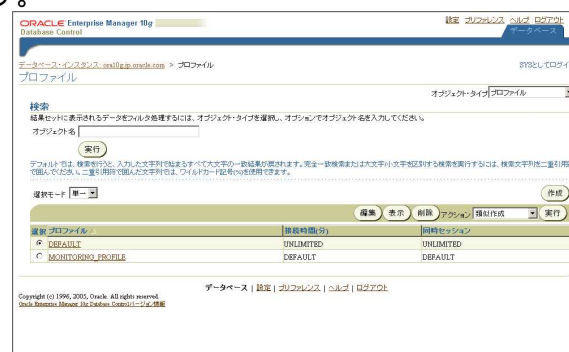 ORACLE Enterprise Manager 10g
Database Control
設定 プリファレンス ヘルプ ログアウト
データベース
データベース・インスタンス: ora10g.jp.oracle.com > プロファイル
SYSとしてログイ
プロファイル
オブジェクト・タイプ プロファイル
検索
結果セットに表示されるデータをフィルタ処理するには、オブジェクト・タイプを選択し、オプションでオブジェクト名を入力してください。
オブジェクト名
実行
デフォルトでは、検索を行うと、入力した文字列で始まるすべて大文字の一致結果が戻されます。完全一致検索または大文字小文字を区別する検索を実行するには、検索文字列を二重引用
で囲んでください。二重引用符で囲んだ文字列では、ワイルドカード記号(%)を使用できます。
選択モード 単一
作成
編集 表示 削除 アクション 類似作成 実行
選択 プロファイル 接続時間(分) 同時セッション
DEFAULT UNLIMITED UNLIMITED
MONITORING_PROFILE DEFAULT DEFAULT
データベース | 設定 | プリファレンス | ヘルプ | ログアウト
Copyright (c) 1996, 2005, Oracle. All rights reserved.
Oracle Enterprise Manager 10g Database Controlバージョン情報